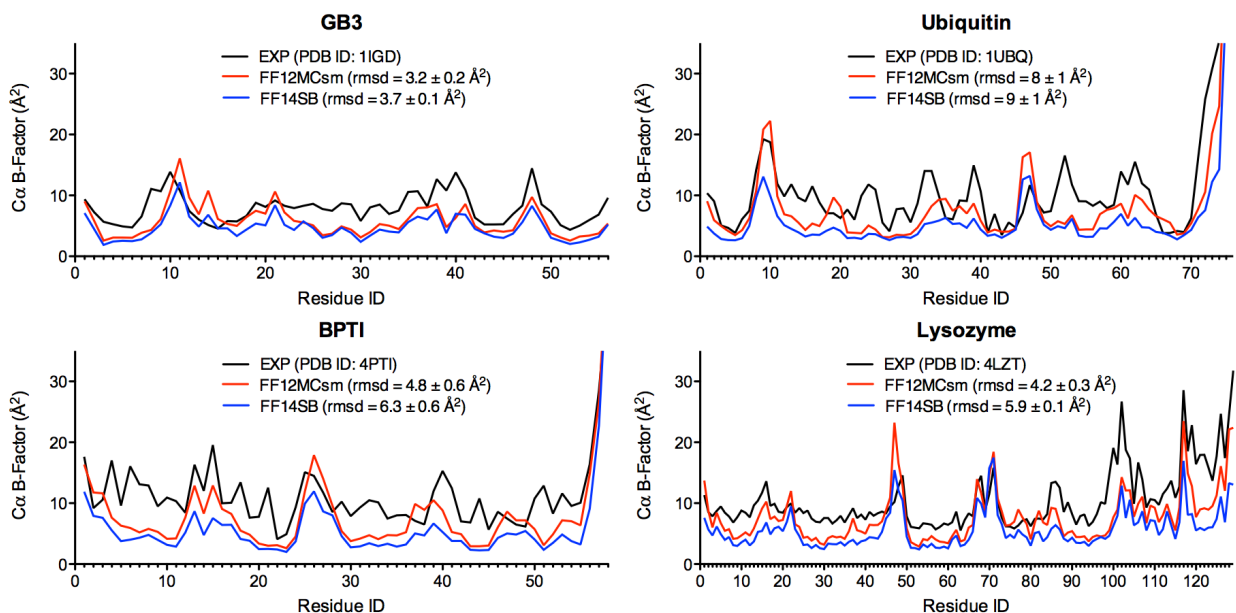 GB3
EXP (PDB ID: 1IGD)
FF12MCsm (rmsd = 3.2 ± 0.2 Å²)
FF14SB (rmsd = 3.7 ± 0.1 Å²)
Cα B-Factor (Å²)
30
20
10
0
0 10 20 30 40 50
Residue ID
Ubiquitin
EXP (PDB ID: 1UBQ)
FF12MCsm (rmsd = 8 ± 1 Å²)
FF14SB (rmsd = 9 ± 1 Å²)
Cα B-Factor (Å²)
30
20
10
0
0 10 20 30 40 50 60 70
Residue ID
BPTI
EXP (PDB ID: 4PTI)
FF12MCsm (rmsd = 4.8 ± 0.6 Å²)
FF14SB (rmsd = 6.3 ± 0.6 Å²)
Cα B-Factor (Å²)
30
20
10
0
0 10 20 30 40 50
Residue ID
Lysozyme
EXP (PDB ID: 4LZT)
FF12MCsm (rmsd = 4.2 ± 0.3 Å²)
FF14SB (rmsd = 5.9 ± 0.1 Å²)
Cα B-Factor (Å²)
30
20
10
0
0 10 20 30 40 50 60 70 80 90 100 110 120
Residue ID